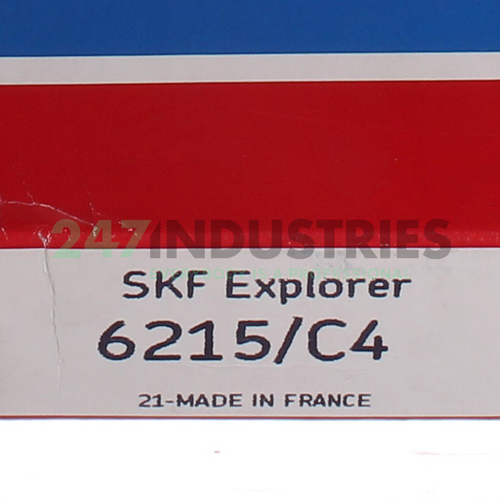 247INDUSTRIES
SKF Explorer
6215/C4
21-MADE IN FRANCE